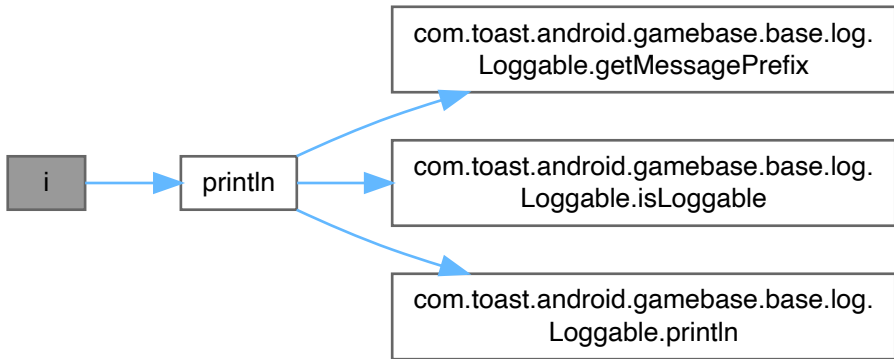 i
println
com.toast.android.gamebase.base.log.
Loggable.getMessagePrefix
com.toast.android.gamebase.base.log.
Loggable.isLoggable
com.toast.android.gamebase.base.log.
Loggable.println